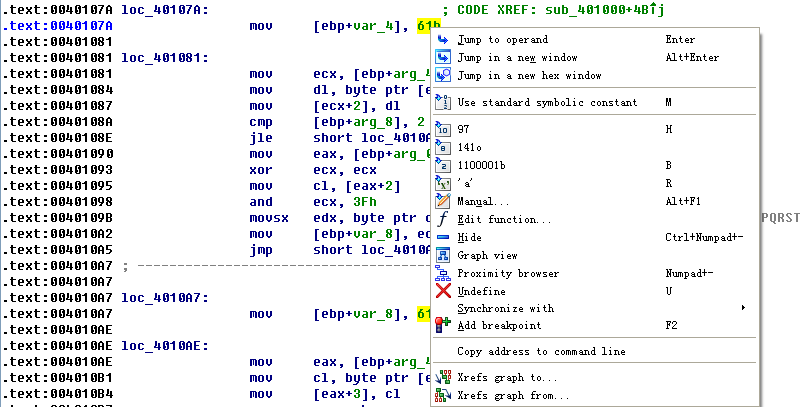 .text:0040107A loc_40107A: ; CODE XREF: sub_401000+4B↑j
.text:0040107A mov [ebp+var_4], 61h
.text:00401081
.text:00401081 loc_401081:
.text:00401081 mov ecx, [ebp+arg_4
.text:00401084 mov dl, byte ptr [e
.text:00401087 mov [ecx+2], dl
.text:0040108A cmp [ebp+arg_8], 2
.text:0040108E jle short loc_4010A
.text:00401090 mov eax, [ebp+arg_0
.text:00401093 xor ecx, ecx
.text:00401095 mov cl, [eax+2]
.text:00401098 and ecx, 3Fh
.text:0040109B movsx edx, byte ptr PQRST
.text:004010A2 mov [ebp+var_8], e
.text:004010A5 jmp short loc_4010A
.text:004010A7 ; ---------------------------------
.text:004010A7
.text:004010A7 loc_4010A7:
.text:004010A7 mov [ebp+var_8], 61
.text:004010AE
.text:004010AE loc_4010AE:
.text:004010AE mov eax, [ebp+arg_4
.text:004010B1 mov cl, byte ptr [e
.text:004010B4 mov [eax+3], cl
Jump to operand Enter
Jump in a new window Alt+Enter
Jump in a new hex window
Use standard symbolic constant M
97 H
141o
1100001b B
'a' R
Manual... Alt+F1
Edit function...
Hide Ctrl+Numpad+-
Graph view
Proximity browser Numpad+-
Undefine U
Synchronize with
Add breakpoint F2
Copy address to command line
Xrefs graph to...
Xrefs graph from...